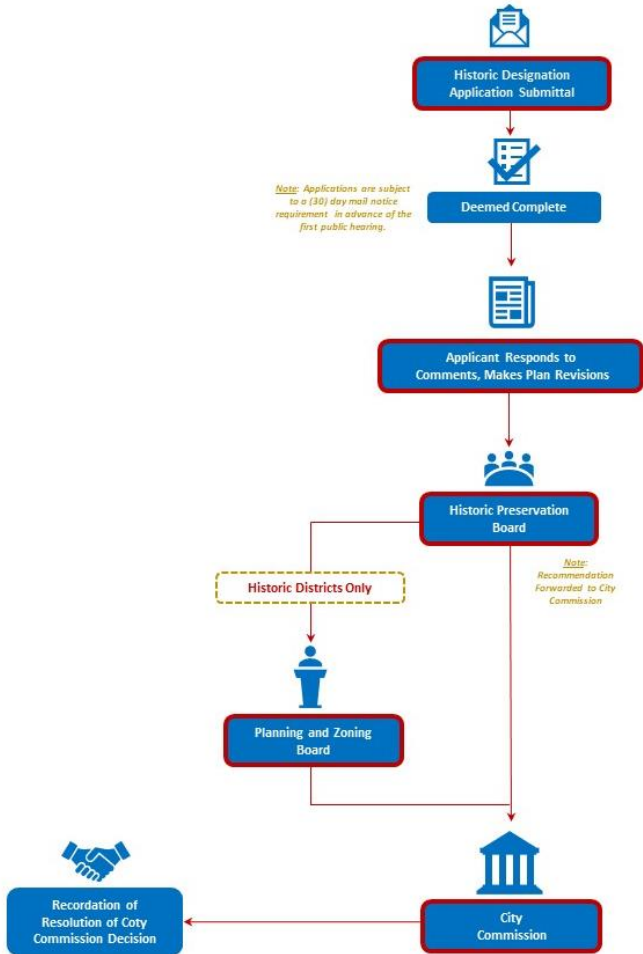 Historic Designation
Application Submittal
Note: Applications are subject
to a (30) day mail notice
requirement in advance of the
first public hearing.
Deemed Complete
Applicant Responds to
Comments, Makes Plan Revisions
Historic Preservation
Board
Historic Districts Only
Note:
Recommendation
Forwarded to City
Commission
Planning and Zoning
Board
Recordation of
Resolution of Coty
Commission Decision
City
Commission